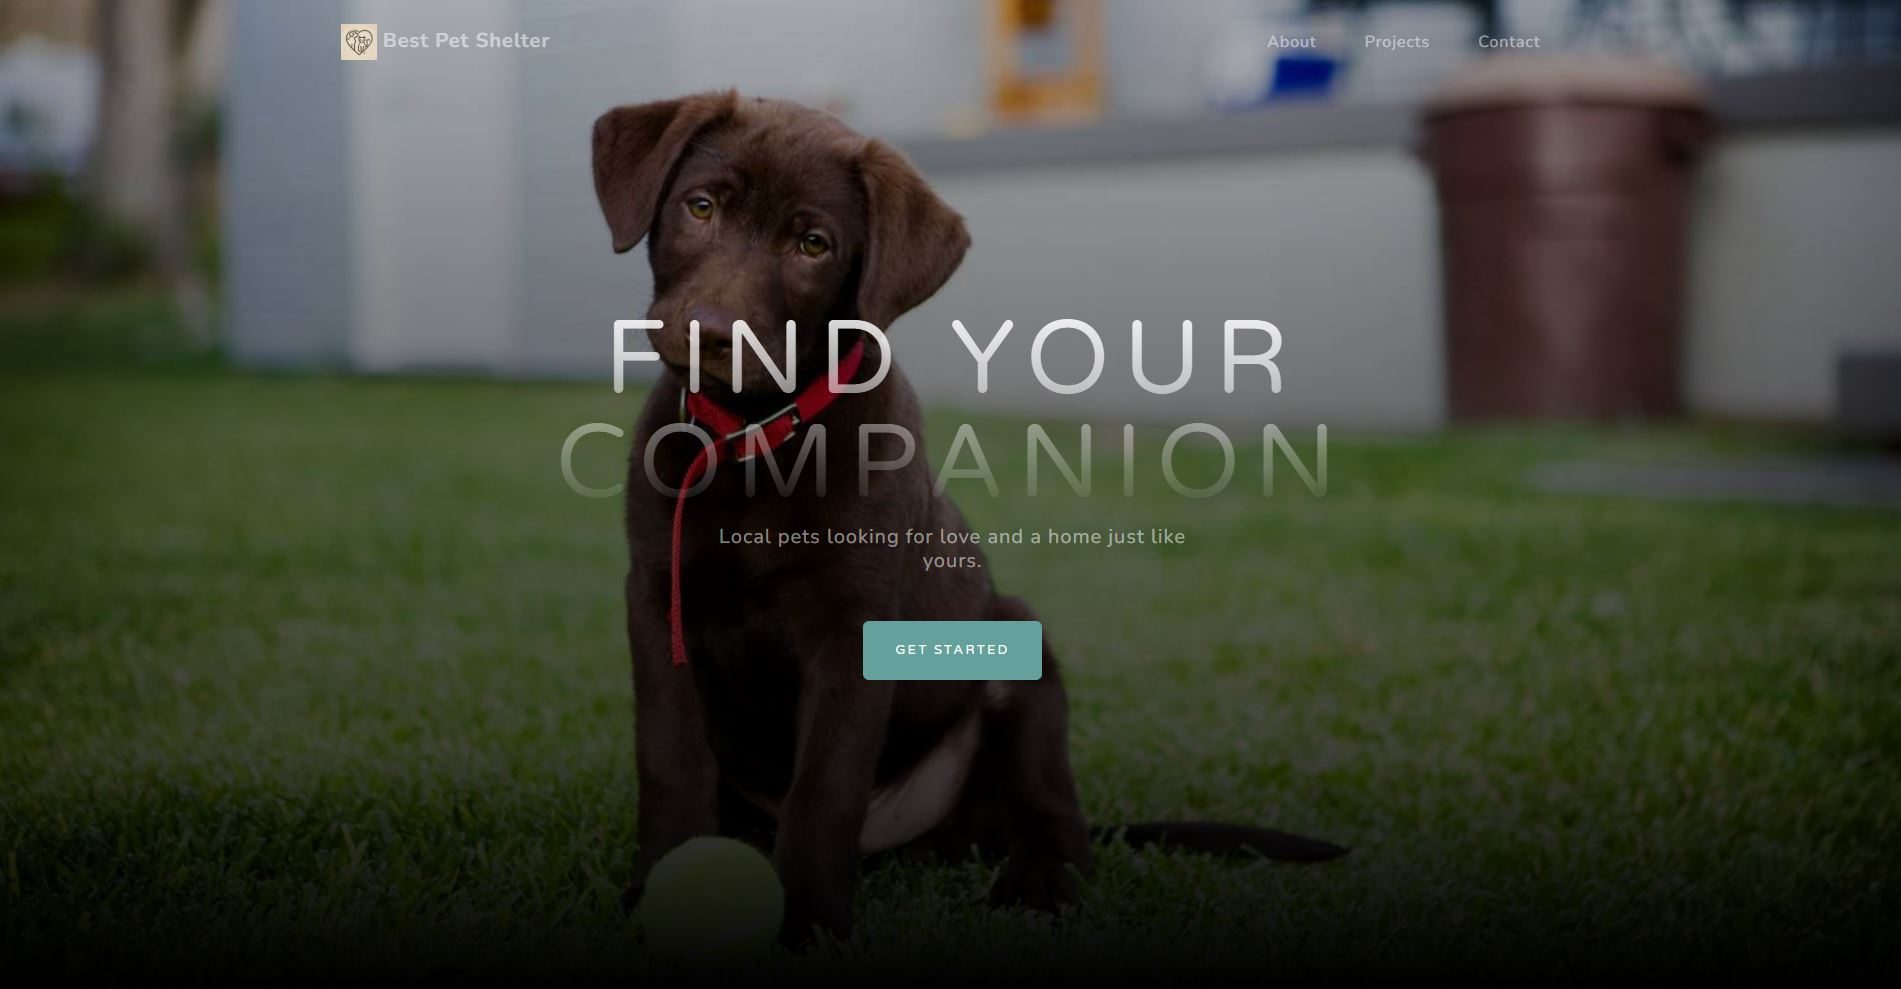 Best Pet Shelter
About Projects Contact
FIND YOUR
COMPANION
Local pets looking for love and a home just like
yours.
GET STARTED